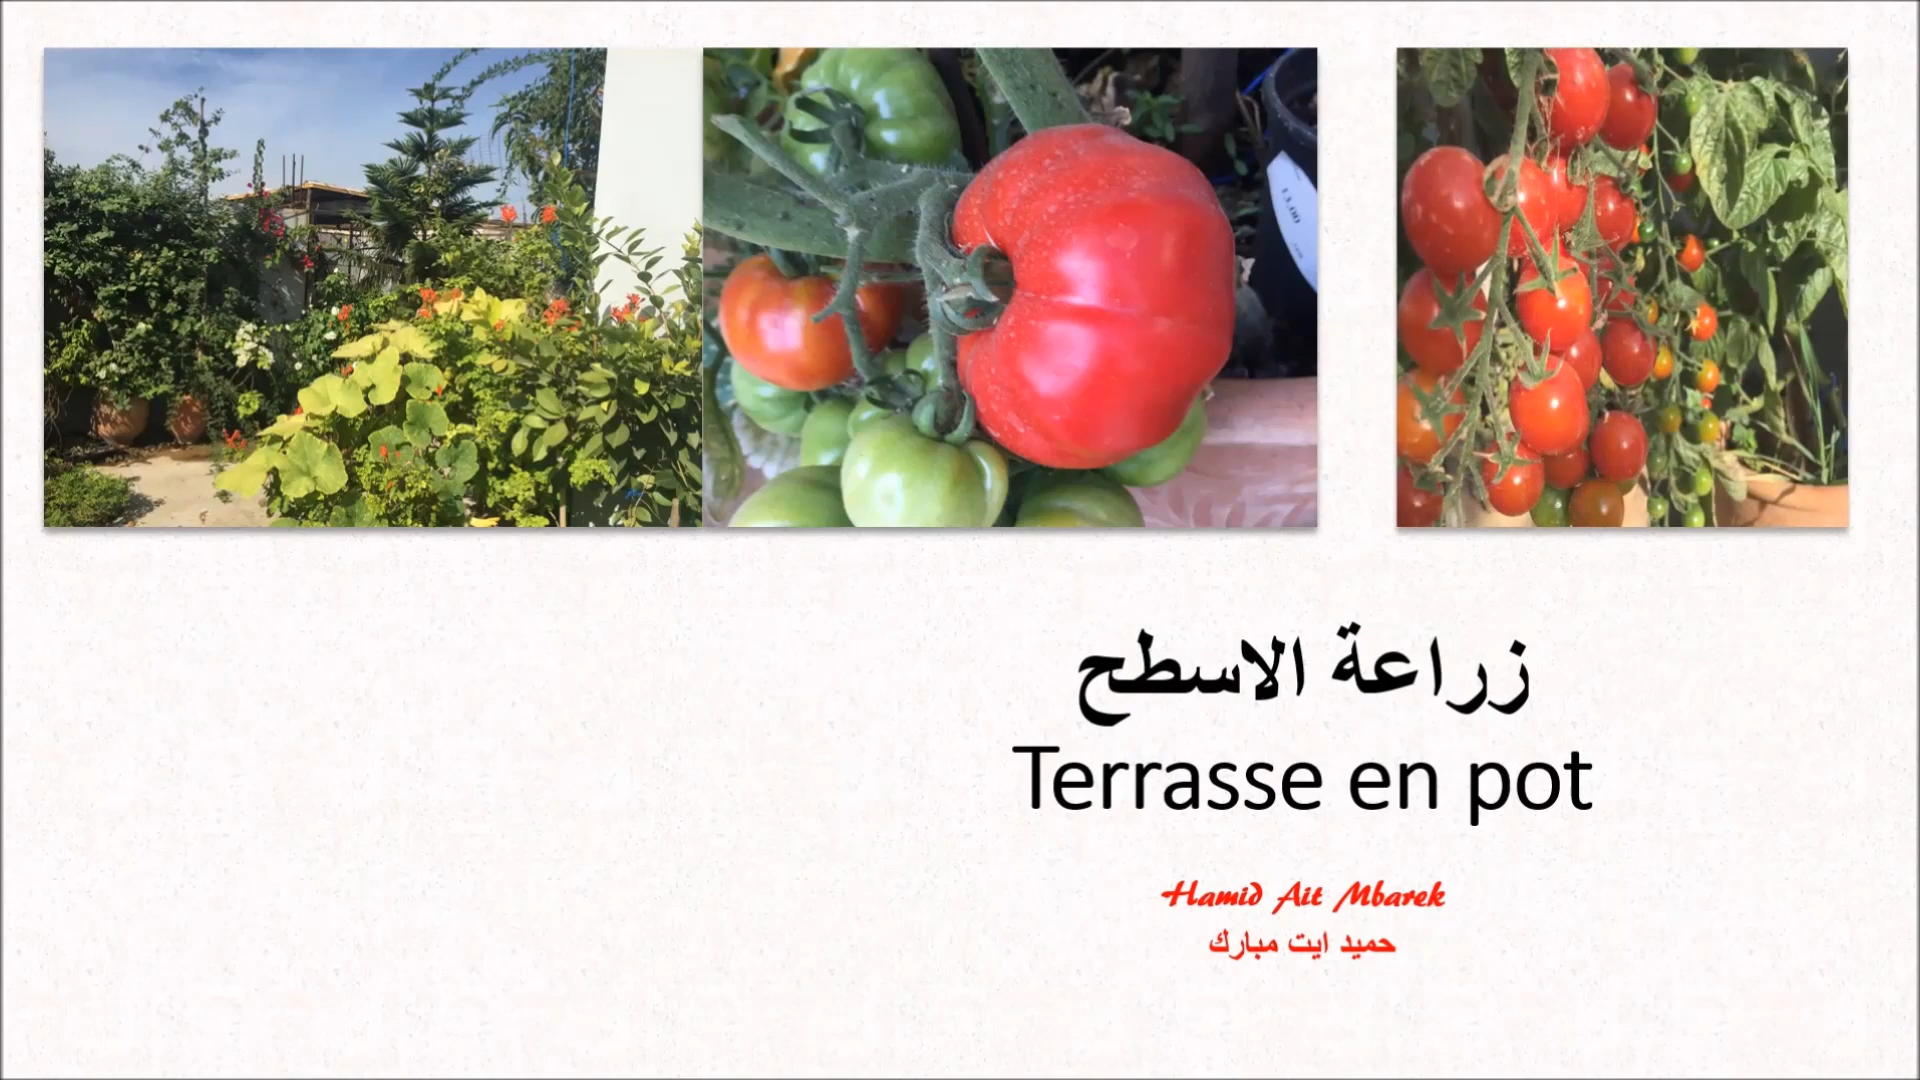 زراعة الاسطح
Terrasse en pot
Hamid Ait Mbarek
حميد ايت مبارك